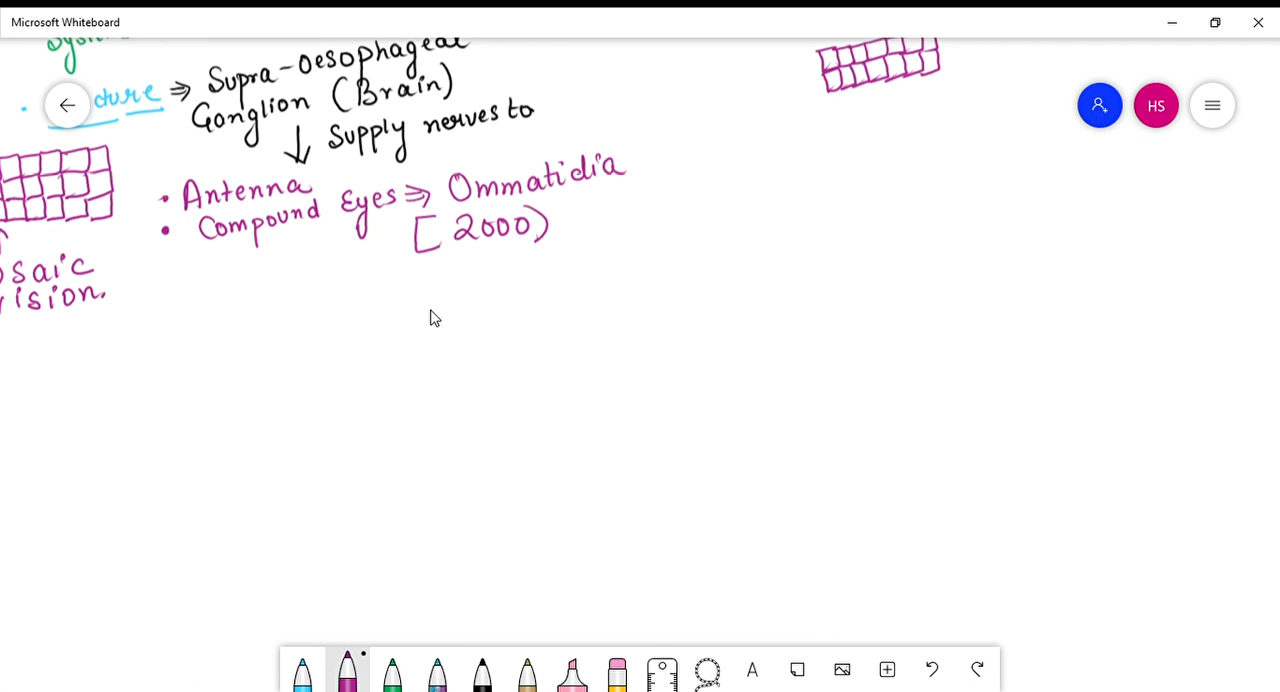 Microsoft Whiteboard
Supra-Oesophageal
Ganglion (Brain)
↓ Supply nerves to
HS
• Antenna
• Compound Eyes ⇒ Ommatidia
[2000)
saic
ision.
A